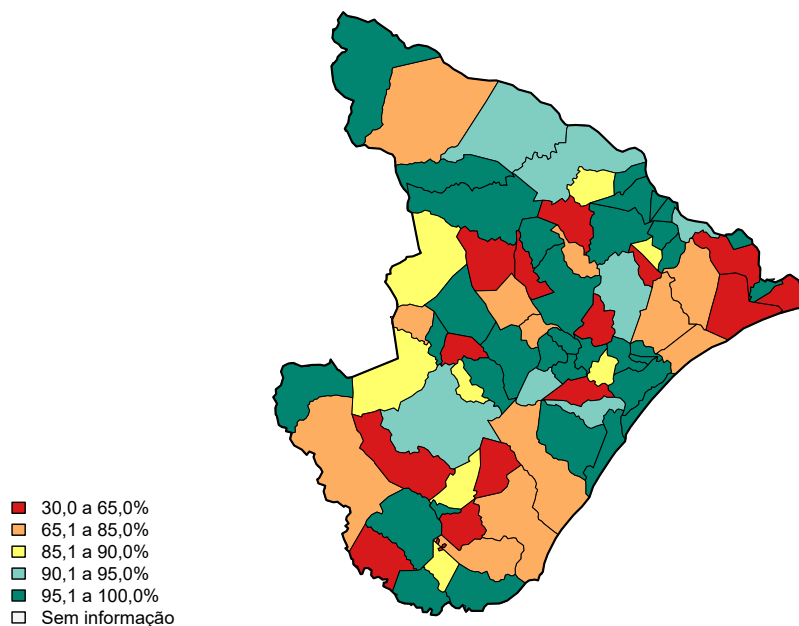 30,0 a 65,0%
65,1 a 85,0%
85,1 a 90,0%
90,1 a 95,0%
95,1 a 100,0%
Sem informação